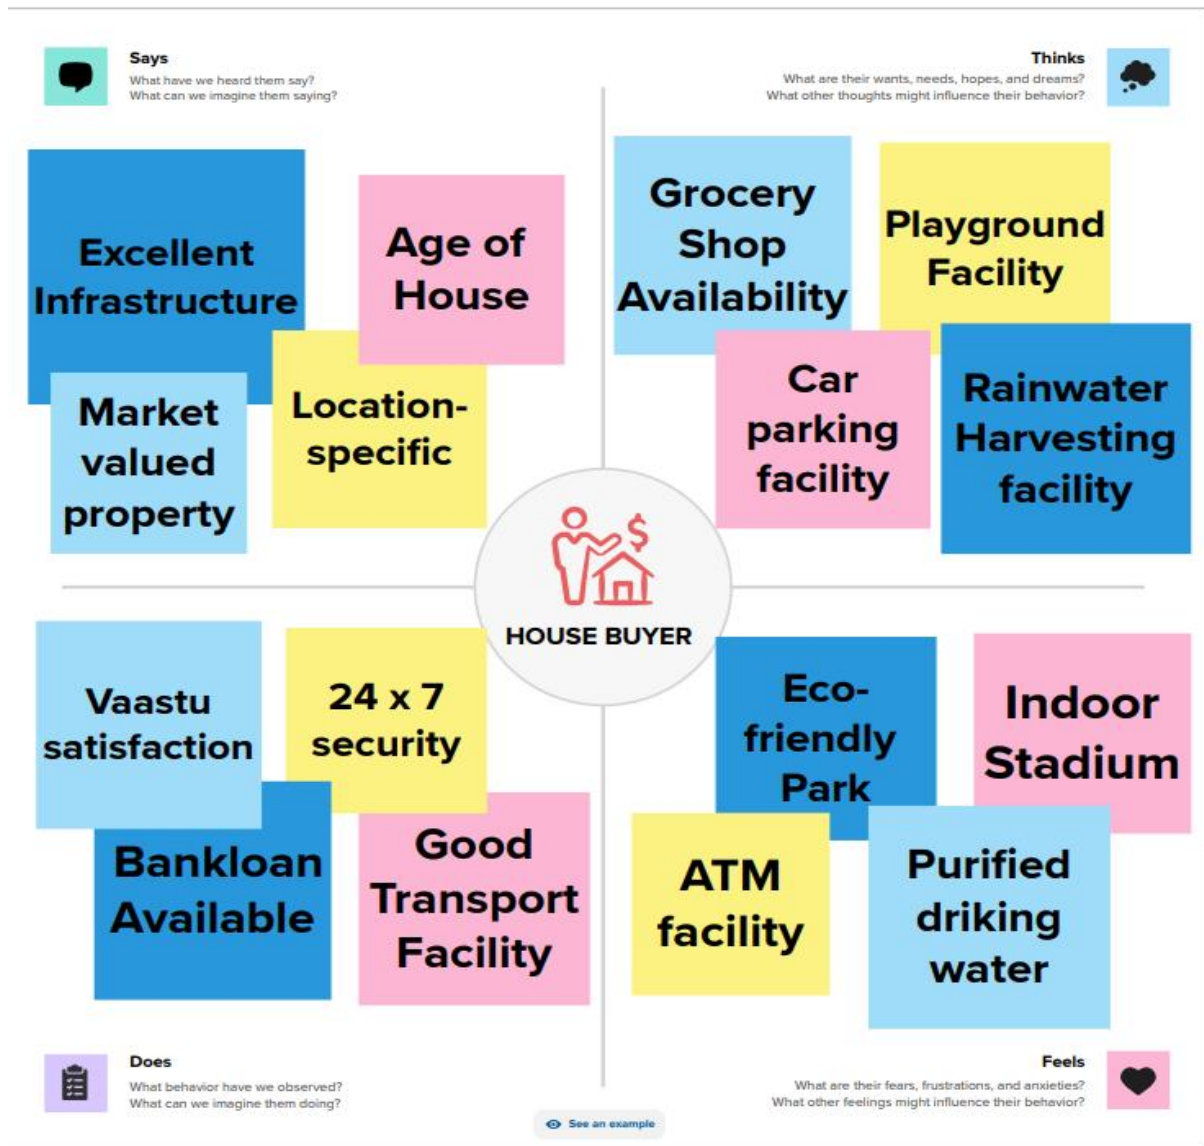 Says
What have we heard them say?
What can we imagine them saying?
Thinks
What are their wants, needs, hopes, and dreams?
What other thoughts might influence their behavior?
Excellent
Infrastructure
Age of
House
Market
valued
property
Location-
specific
Grocery
Shop
Availability
Playground
Facility
Car
parking
facility
Rainwater
Harvesting
facility
$
HOUSE BUYER
Vaastu
satisfaction
24 x 7
security
Bankloan
Available
Good
Transport
Facility
Eco-
friendly
Park
Indoor
Stadium
ATM
facility
Purified
driking
water
Does
What behavior have we observed?
What can we imagine them doing?
Feels
What are their fears, frustrations, and anxieties?
What other feelings might influence their behavior?
See an example